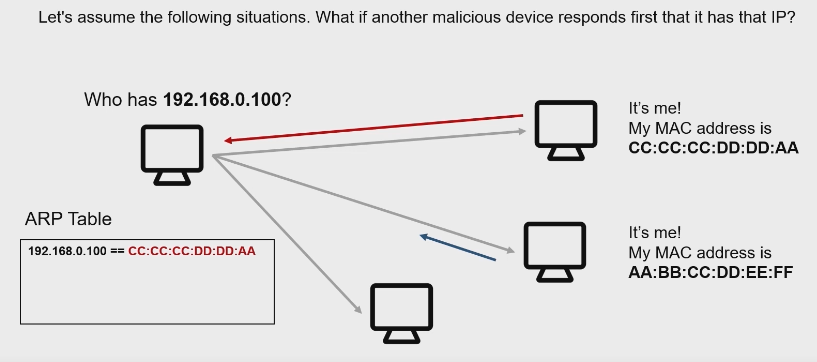 Let's assume the following situations. What if another malicious device responds first that it has that IP?
Who has 192.168.0.100?
It's me!
My MAC address is
CC:CC:CC:DD:DD:AA
ARP Table
192.168.0.100 == CC:CC:CC:DD:DD:AA
It's me!
My MAC address is
AA:BB:CC:DD:EE:FF